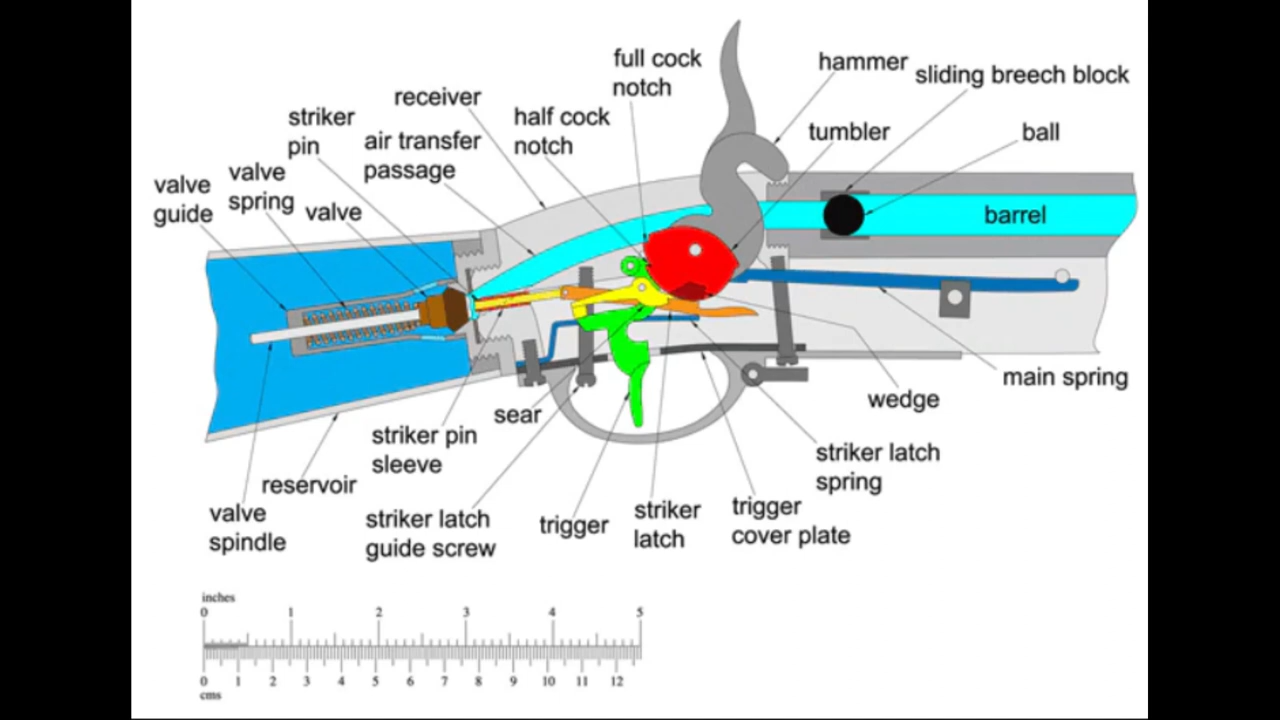 full cock
notch
hammer
sliding breech block
receiver
striker
pin
air transfer
passage
half cock
notch
tumbler
ball
valve
guide
valve
spring
valve
barrel
main spring
wedge
sear
striker pin
sleeve
striker latch
spring
reservoir
valve
spindle
striker latch
guide screw
trigger
striker
latch
trigger
cover plate
inches
0 1 2 3 4 5
0 1 2 3 4 5 6 7 8 9 10 11 12
cms